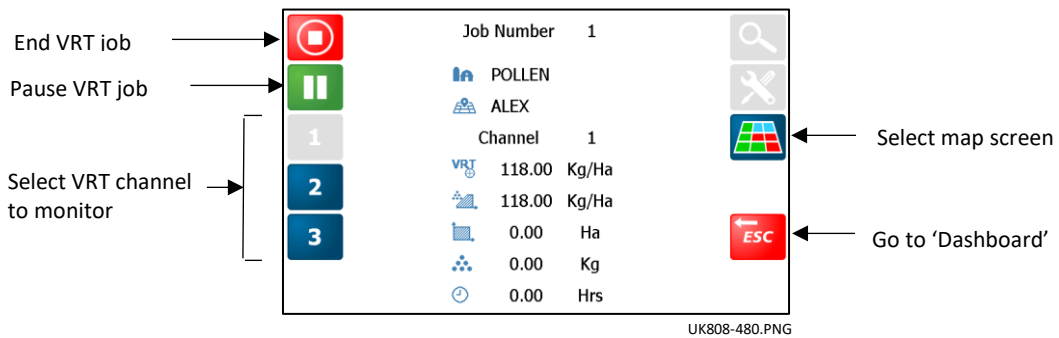 End VRT iob
Pause VRT job
Select VRT channel
to monitor
1
2
3
Job Number 1
POLLEN
ALEX
Channel 1
VRT 118.00 Kg/Ha
118.00 Kg/Ha
0.00 Ha
0.00 Kg
0.00 Hrs
ESC
Select map screen
Go to ‘Dashboard’
UK808-480.PNG